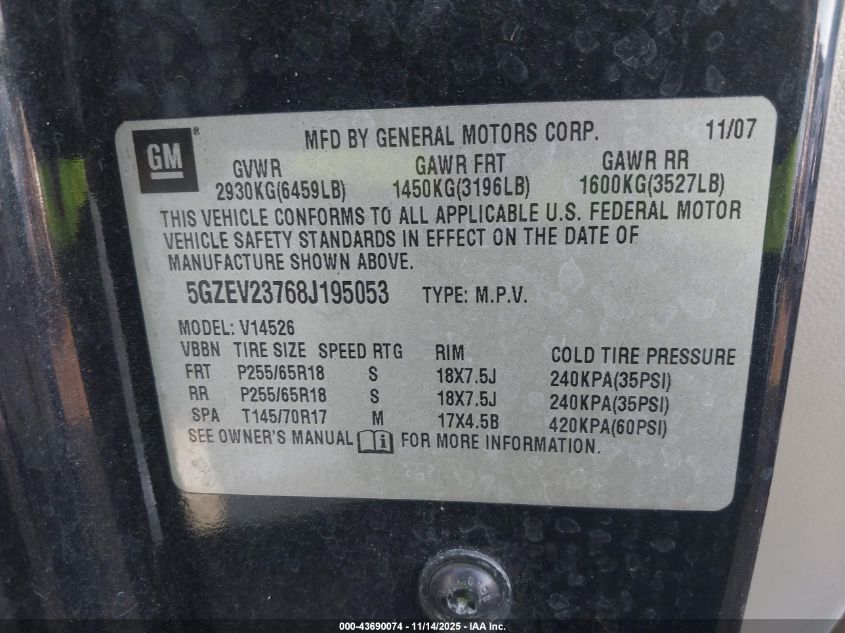 GM ® MFD BY GENERAL MOTORS CORP. 11/07
GVWR GAWR FRT GAWR RR
2930KG(6459LB) 1450KG(3196LB) 1600KG(3527LB)
THIS VEHICLE CONFORMS TO ALL APPLICABLE U.S. FEDERAL MOTOR
VEHICLE SAFETY STANDARDS IN EFFECT ON THE DATE OF
MANUFACTURE SHOWN ABOVE.
5GZEV23768J195053 TYPE: M.P.V.
MODEL: V14526
VBBN TIRE SIZE SPEED RTG RIM COLD TIRE PRESSURE
FRT P255/65R18 S 18X7.5J 240KPA(35PSI)
RR P255/65R18 S 18X7.5J 240KPA(35PSI)
SPA T145/70R17 M 17X4.5B 420KPA(60PSI)
SEE OWNER'S MANUAL i FOR MORE INFORMATION.
000-43690074 - 11/14/2025 - IAA Inc.